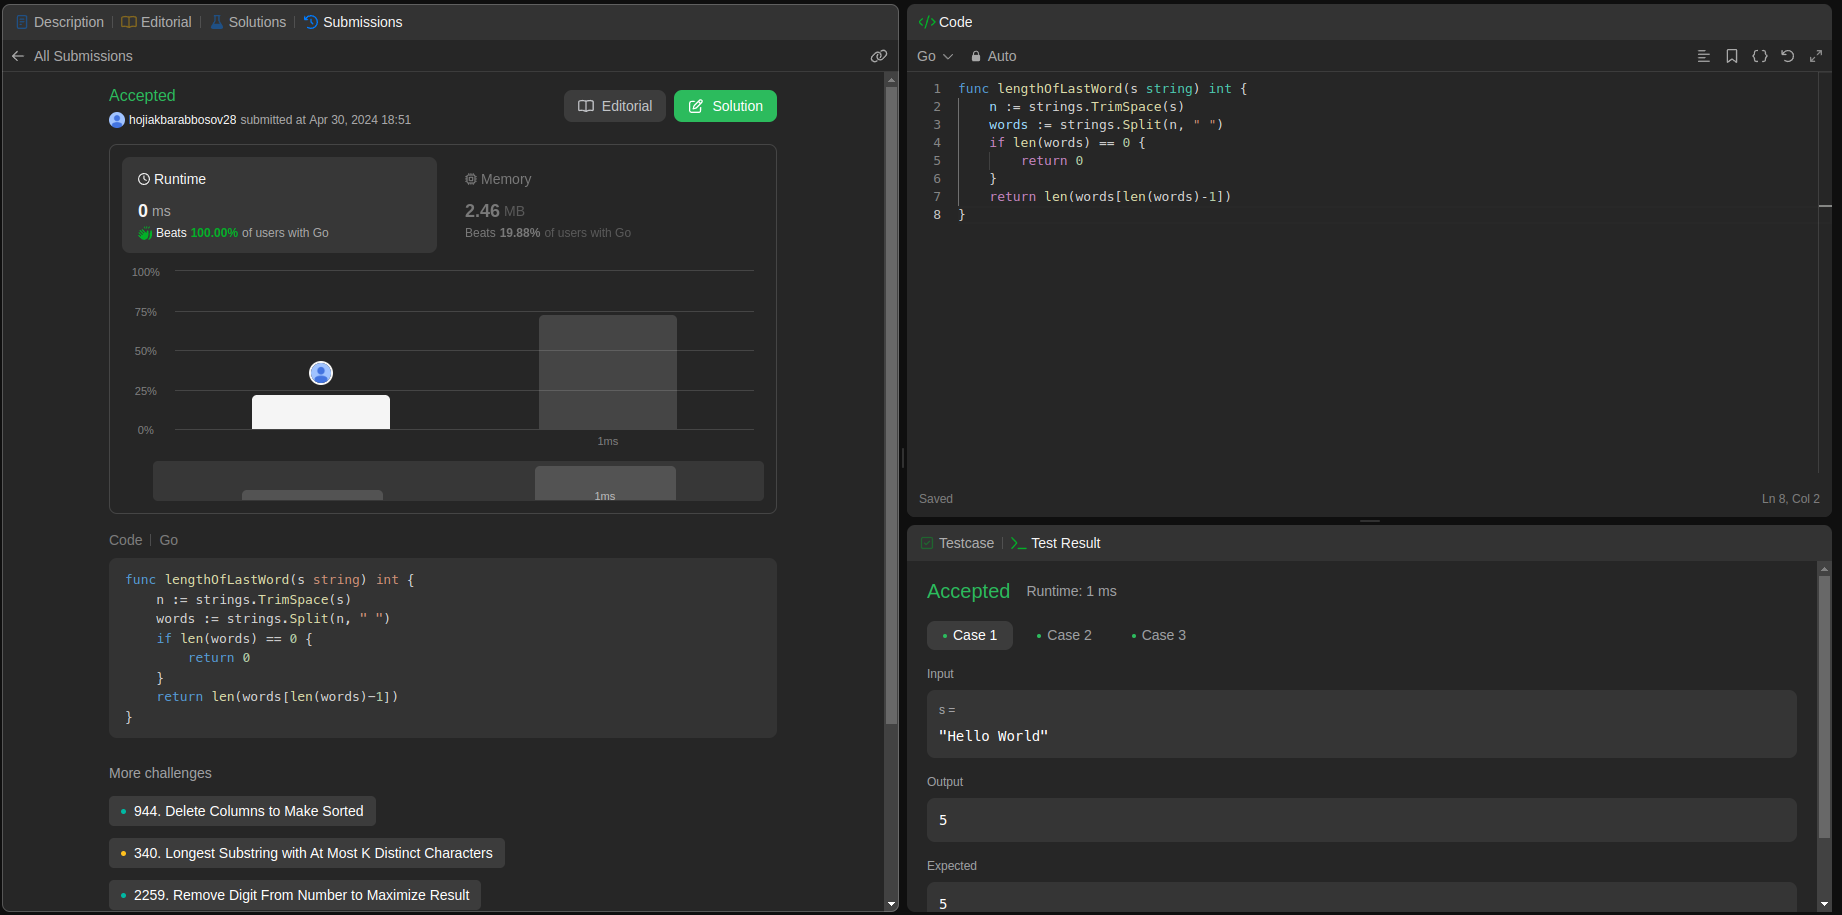 Description | Editorial | Solutions | Submissions
All Submissions
Accepted
hojiakbarabbosov28 submitted at Apr 30, 2024 18:51
Editorial
Solution
Runtime
0 ms
Beats 100.00% of users with Go
Memory
2.46 MB
Beats 19.88% of users with Go
100%
75%
50%
25%
0%
1ms
1ms
Code | Go
func lengthOfLastWord(s string) int {
    n := strings.TrimSpace(s)
    words := strings.Split(n, " ")
    if len(words) == 0 {
        return 0
    }
    return len(words[len(words)-1])
}
More challenges
944. Delete Columns to Make Sorted
340. Longest Substring with At Most K Distinct Characters
2259. Remove Digit From Number to Maximize Result
</> Code
Go Auto
1 func lengthOfLastWord(s string) int {
2     n := strings.TrimSpace(s)
3     words := strings.Split(n, " ")
4     if len(words) == 0 {
5         return 0
6     }
7     return len(words[len(words)-1])
8 }
Saved
Ln 8, Col 2
Testcase | >_ Test Result
Accepted Runtime: 1 ms
Case 1 Case 2 Case 3
Input
s =
"Hello World"
Output
5
Expected
5